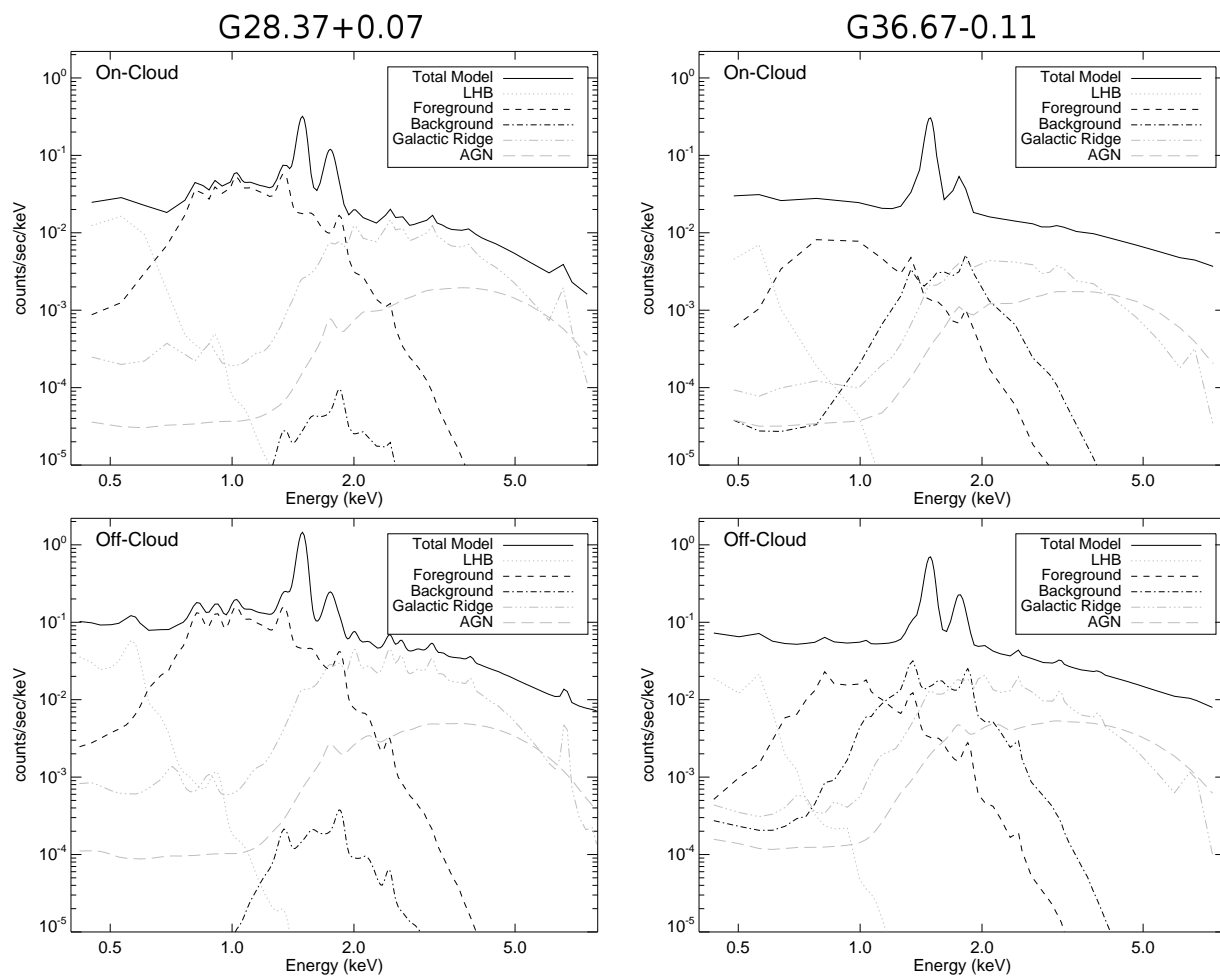 G28.37+0.07
G36.67-0.11
On-Cloud
Total Model
LHB
Foreground
Background
Galactic Ridge
AGN
10^0
10^-1
10^-2
10^-3
10^-4
10^-5
counts/sec/keV
0.5 1.0 2.0 5.0
Energy (keV)
On-Cloud
Total Model
LHB
Foreground
Background
Galactic Ridge
AGN
10^0
10^-1
10^-2
10^-3
10^-4
10^-5
counts/sec/keV
0.5 1.0 2.0 5.0
Energy (keV)
Off-Cloud
Total Model
LHB
Foreground
Background
Galactic Ridge
AGN
10^0
10^-1
10^-2
10^-3
10^-4
10^-5
counts/sec/keV
0.5 1.0 2.0 5.0
Energy (keV)
Off-Cloud
Total Model
LHB
Foreground
Background
Galactic Ridge
AGN
10^0
10^-1
10^-2
10^-3
10^-4
10^-5
counts/sec/keV
0.5 1.0 2.0 5.0
Energy (keV)